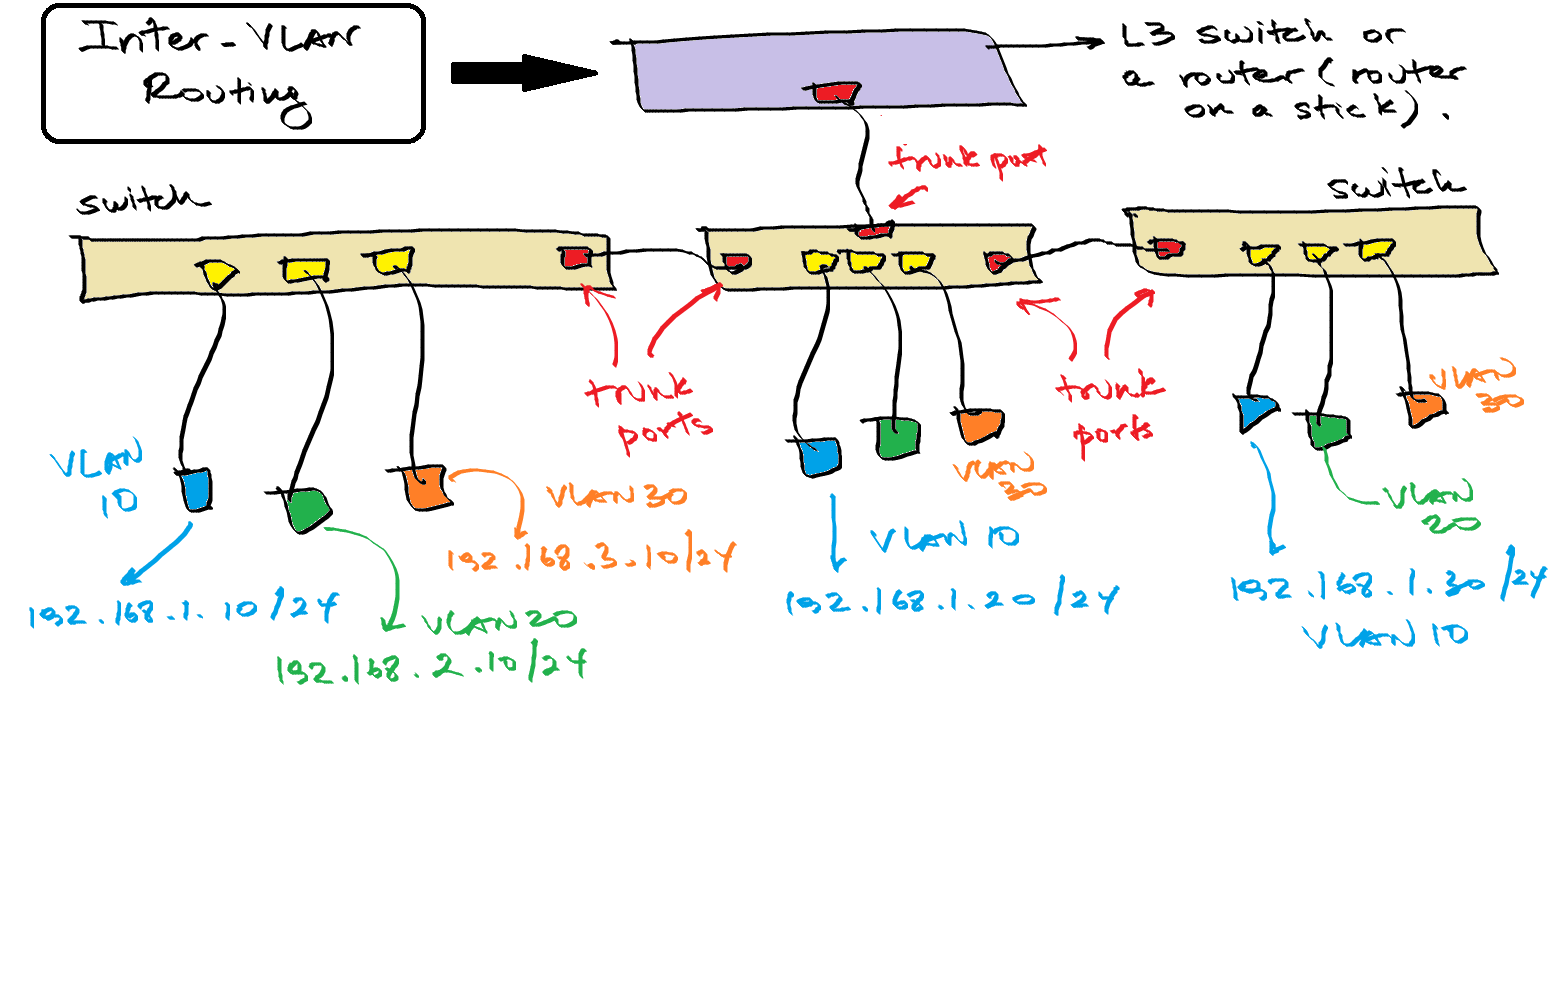 Inter-VLAN
Routing
L3 switch or
a router (router
on a stick).
trunk port
switch
switch
trunk
ports
trunk
ports
VLAN
10
192.168.1.10/24
VLAN 20
192.168.2.10/24
VLAN 30
192.168.3.10/24
VLAN
30
VLAN 10
192.168.1.20/24
VLAN
30
VLAN
20
192.168.1.30/24
VLAN 10